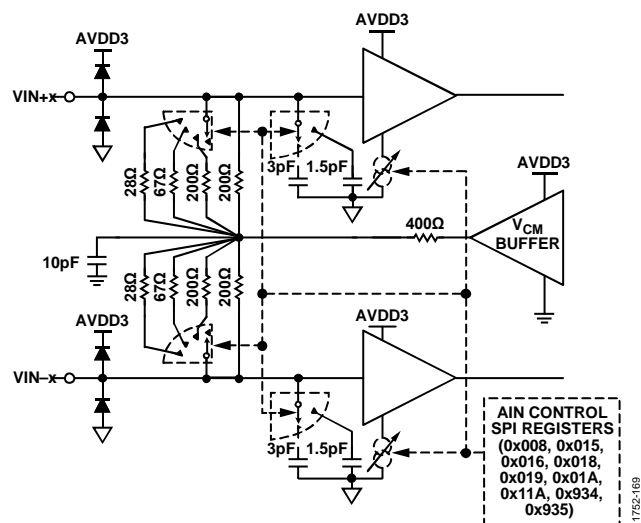 AVDD3
AVDD3
VIN+x
3pF 1.5pF
28Ω
67Ω
200Ω
200Ω
AVDD3
400Ω
VCM
BUFFER
10pF
28Ω
67Ω
200Ω
200Ω
AVDD3
AVDD3
VIN–x
3pF 1.5pF
AIN CONTROL
SPI REGISTERS
(0x008, 0x015,
0x016, 0x018,
0x019, 0x01A,
0x11A, 0x934,
0x935)
1752-169